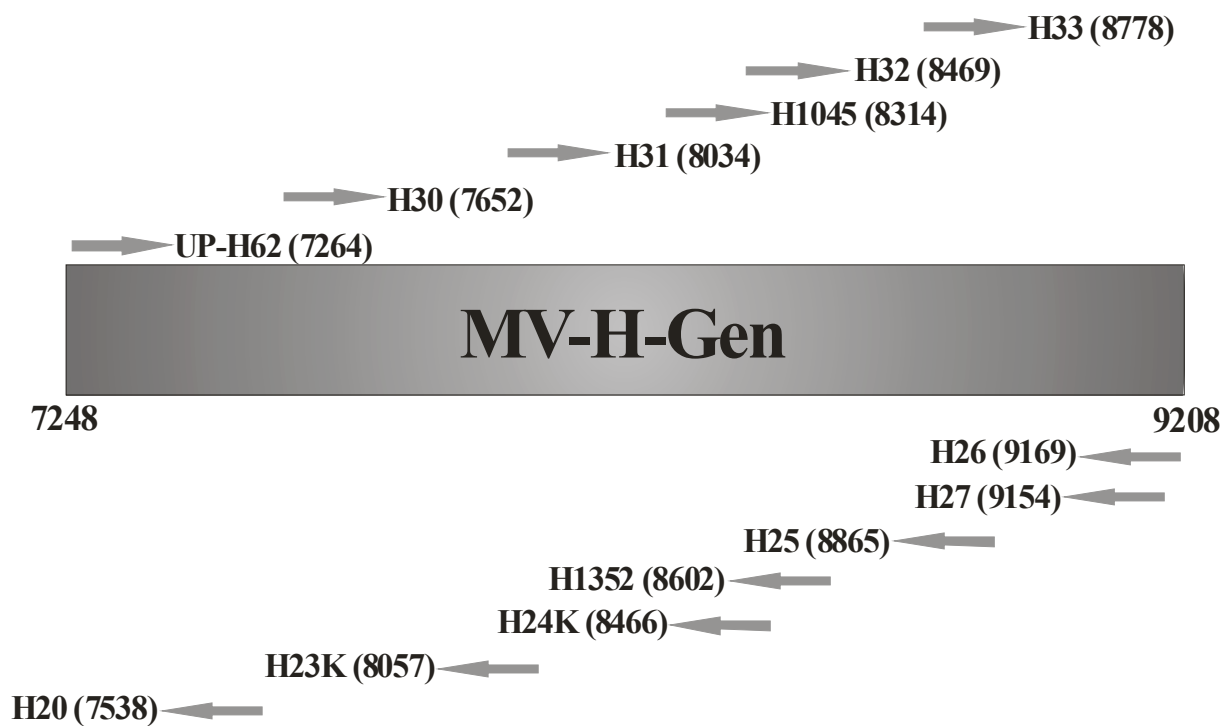 H33 (8778)
H32 (8469)
H1045 (8314)
H31 (8034)
H30 (7652)
UP-H62 (7264)
MV-H-Gen
7248
9208
H26 (9169)
H27 (9154)
H25 (8865)
H1352 (8602)
H24K (8466)
H23K (8057)
H20 (7538)